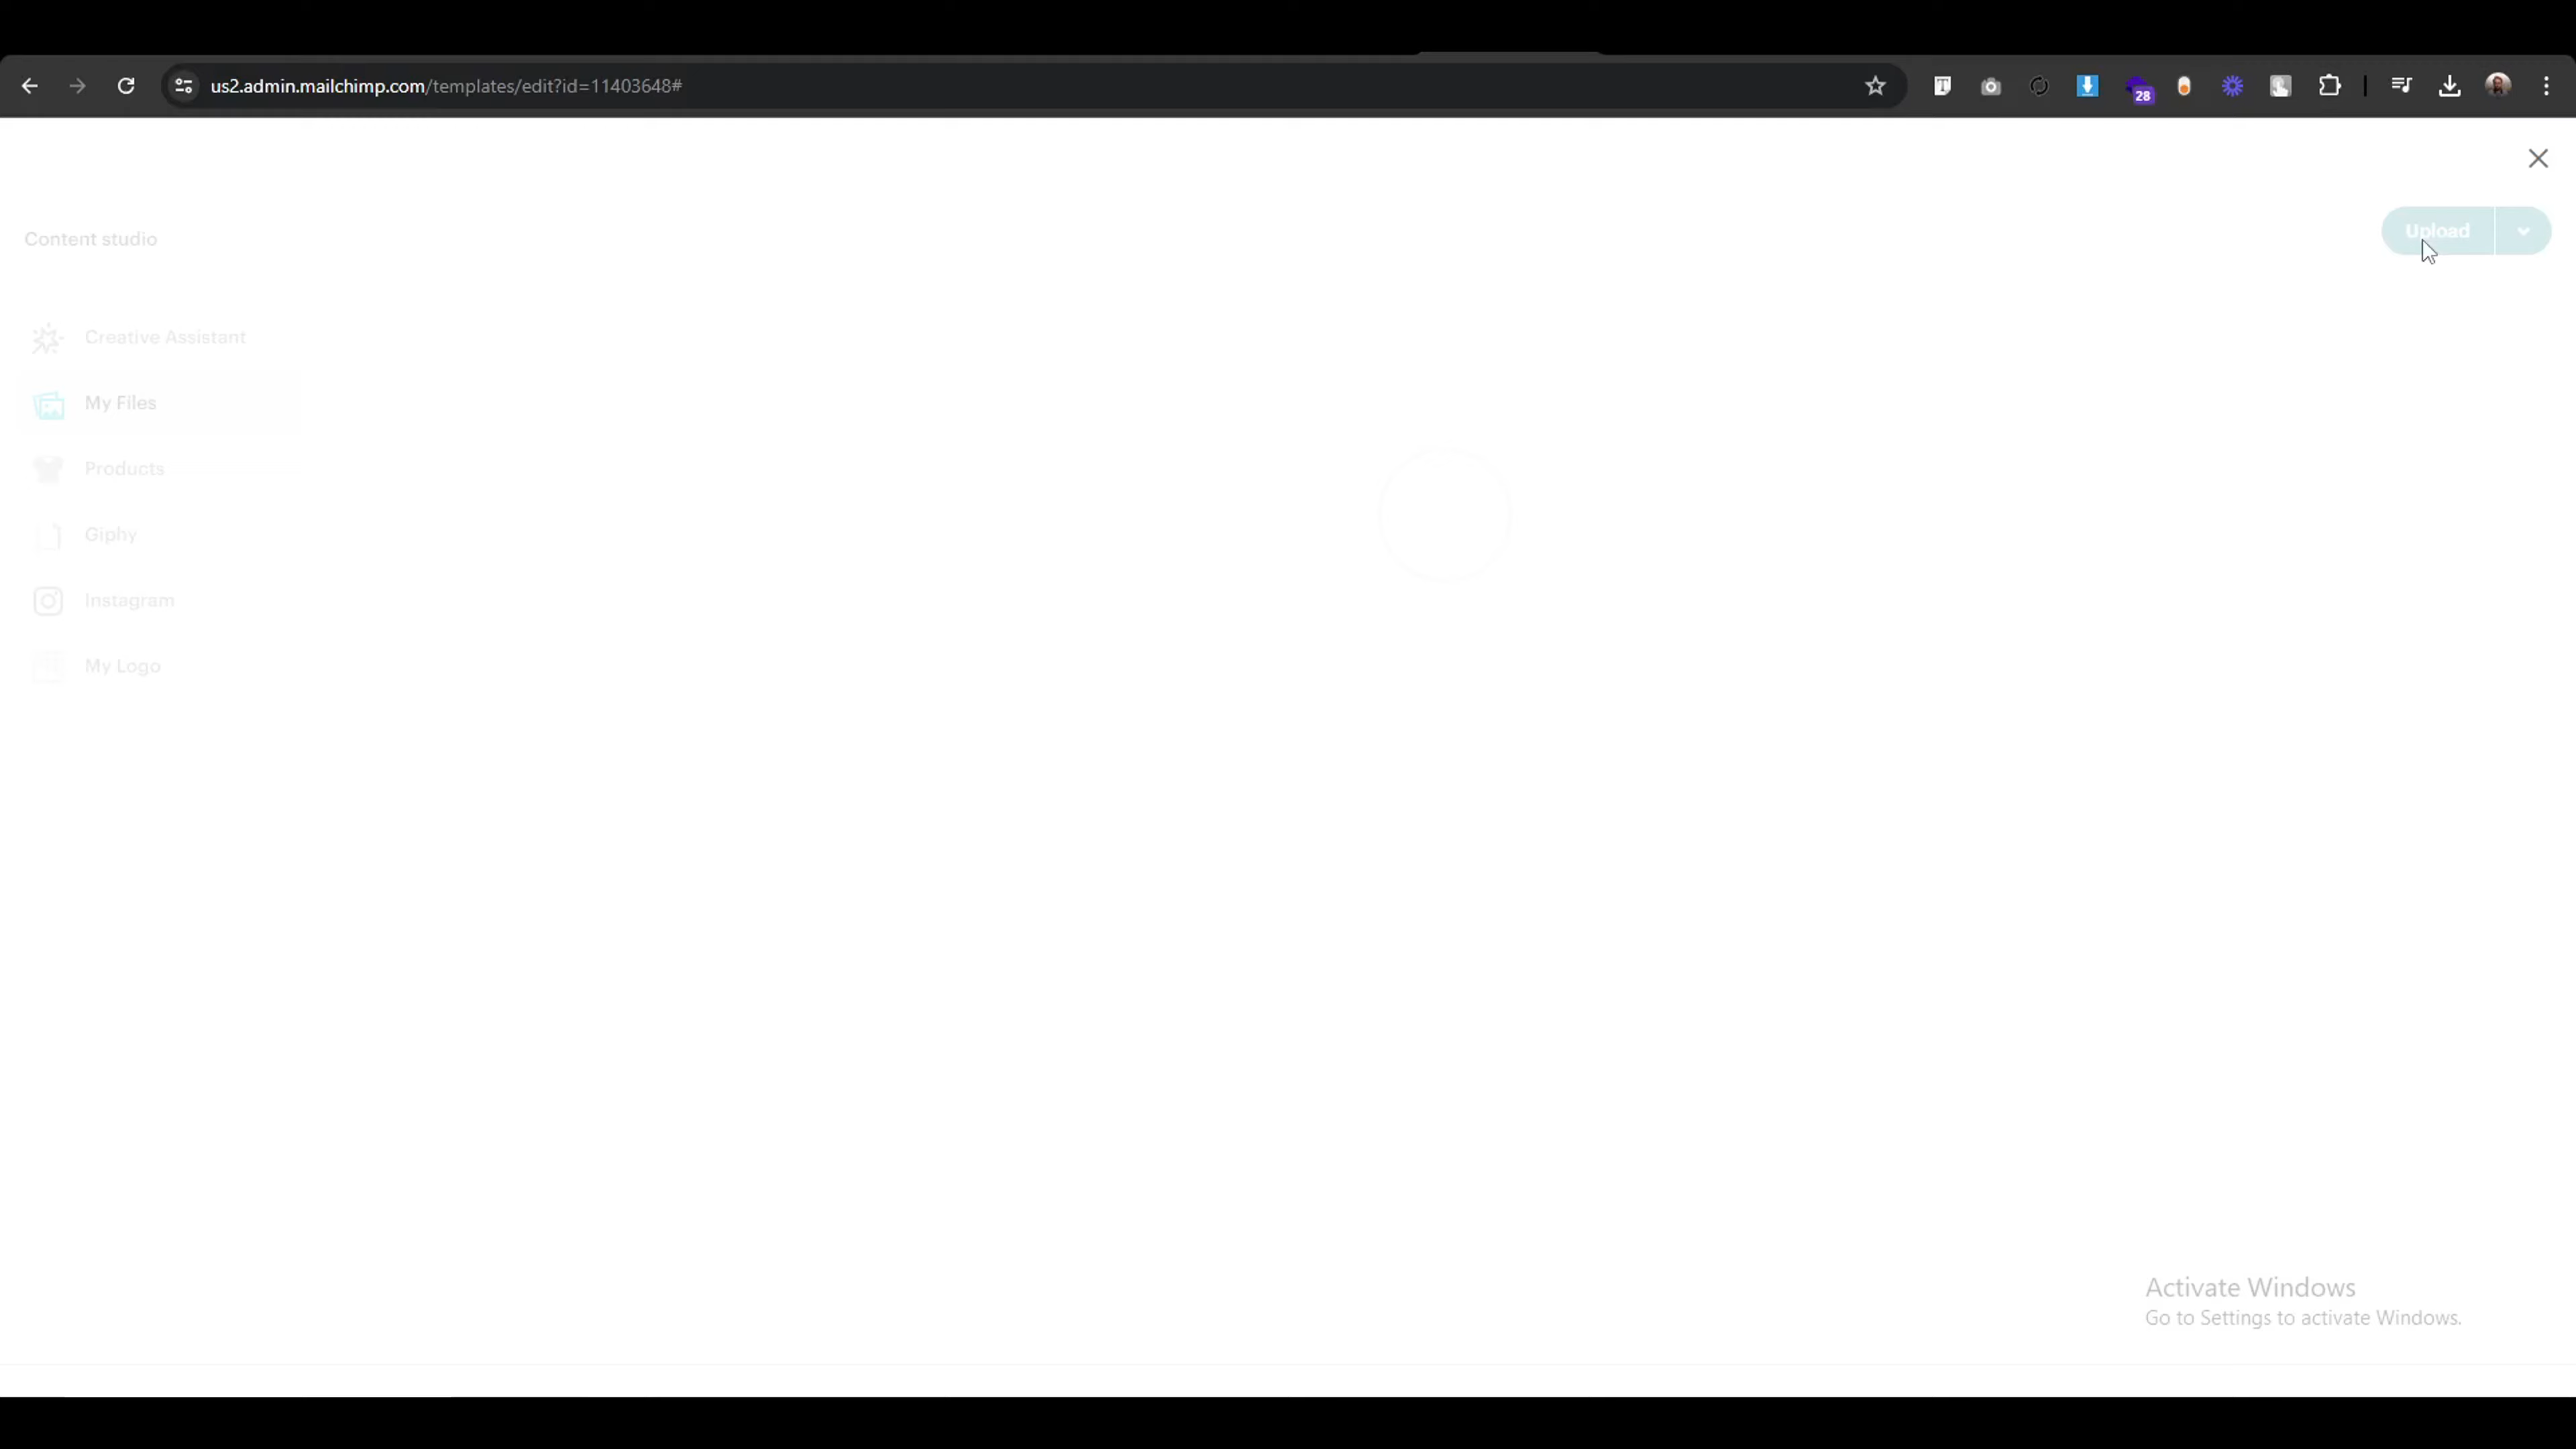 us2.admin.mailchimp.com/templates/edit?id=11403648#
28
Content studio
Upload
Creative Assistant
My Files
Products
Giphy
Instagram
My Logo
Activate Windows
Go to Settings to activate Windows.